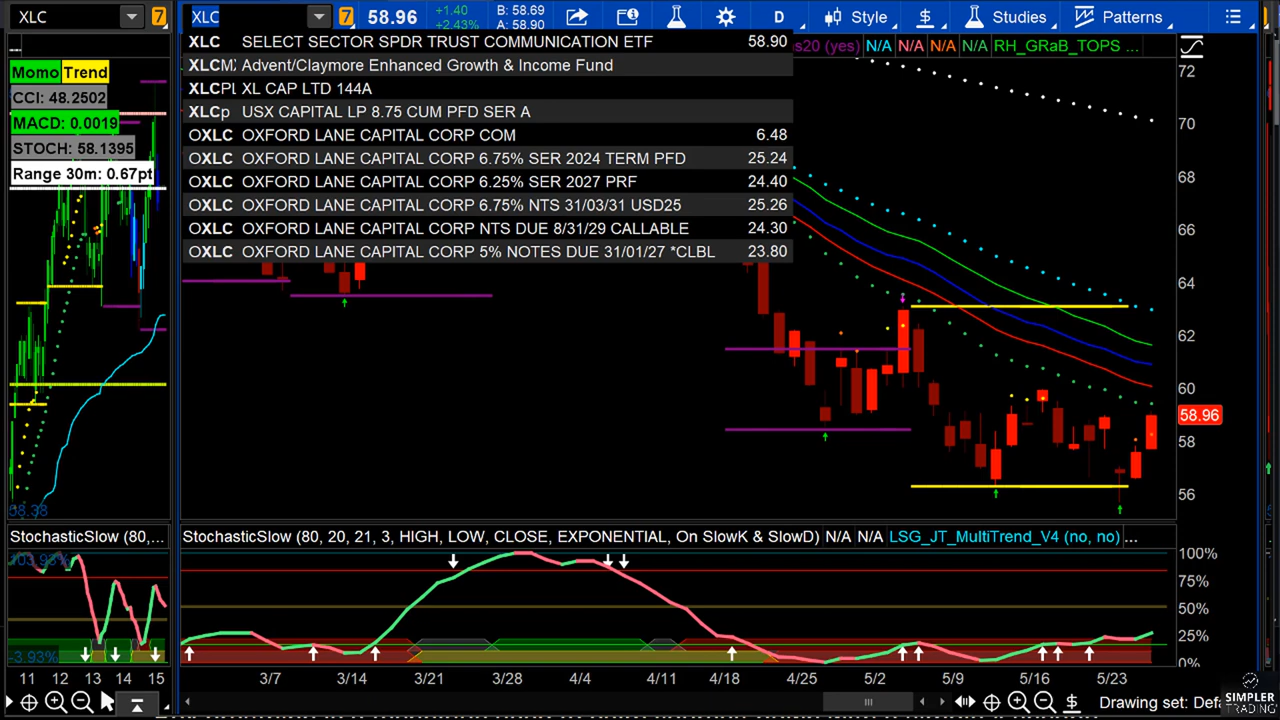 XLC
7
XLC
7
58.96
+1.40
+2.43%
B: 58.69
A: 58.90
D
Style
$
Studies
Patterns
XLC SELECT SECTOR SPDR TRUST COMMUNICATION ETF 58.90
Advent/Claymore Enhanced Growth & Income Fund
XL CAP LTD 144A
XLCp USX CAPITAL LP 8.75 CUM PFD SER A
OXLC OXFORD LANE CAPITAL CORP COM 6.48
OXLC OXFORD LANE CAPITAL CORP 6.75% SER 2024 TERM PFD 25.24
OXLC OXFORD LANE CAPITAL CORP 6.25% SER 2027 PRF 24.40
OXLC OXFORD LANE CAPITAL CORP 6.75% NTS 31/03/31 USD25 25.26
OXLC OXFORD LANE CAPITAL CORP NTS DUE 8/31/29 CALLABLE 24.30
OXLC OXFORD LANE CAPITAL CORP 5% NOTES DUE 31/01/27 *CLBL 23.80
s20 (yes) N/A N/A N/A N/A RH_GRaB_TOPS ...
Momo Trend
CCI: 48.2502
MACD: 0.0019
STOCH: 58.1395
Range 30m: 0.67pt
58.38
72
70
68
66
64
62
60
58.96
58
56
StochasticSlow (80,...
103.93%
-3.93%
StochasticSlow (80, 20, 21, 3, HIGH, LOW, CLOSE, EXPONENTIAL, On SlowK & SlowD) N/A N/A LSG_JT_MultiTrend_V4 (no, no) ...
100%
75%
50%
25%
0%
11 12 13 14 15
3/7 3/14 3/21 3/28 4/4 4/11 4/18 4/25 5/2 5/9 5/16 5/23
$
Drawing set: Defa
SIMPLER
TRADING